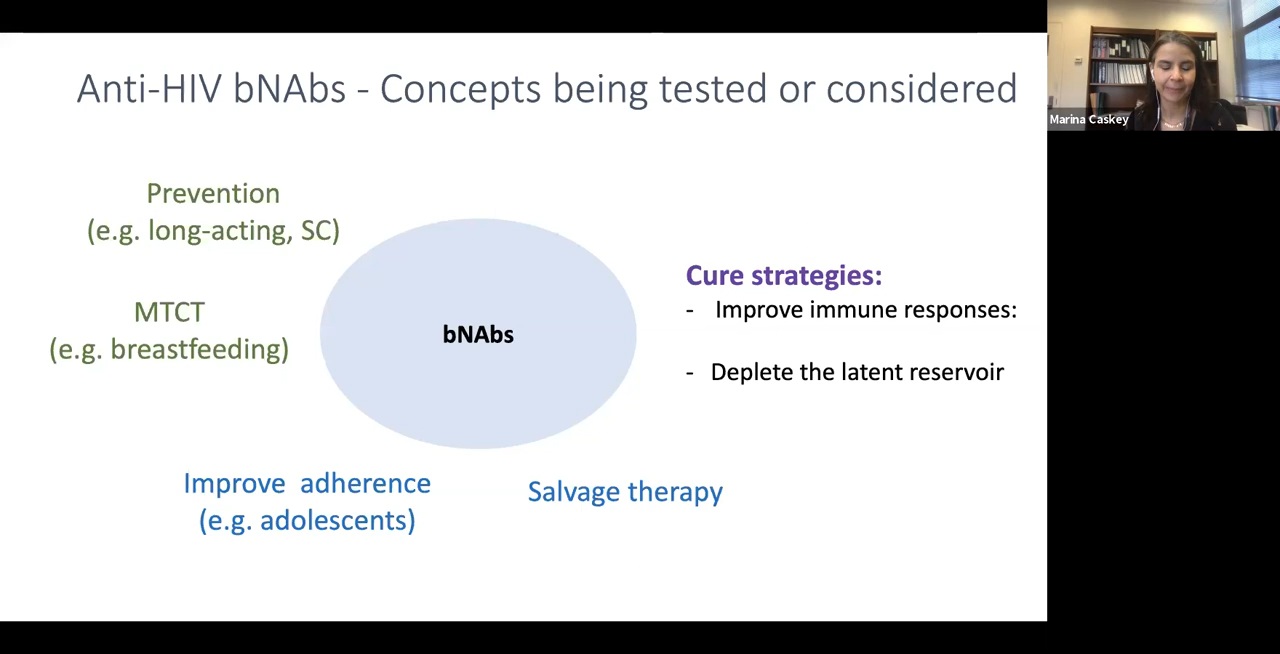 Anti-HIV bNAbs - Concepts being tested or considered
Marina Caskey
Prevention
(e.g. long-acting, SC)
MTCT
(e.g. breastfeeding)
bNAbs
Cure strategies:
- Improve immune responses:
- Deplete the latent reservoir
Improve adherence
(e.g. adolescents)
Salvage therapy